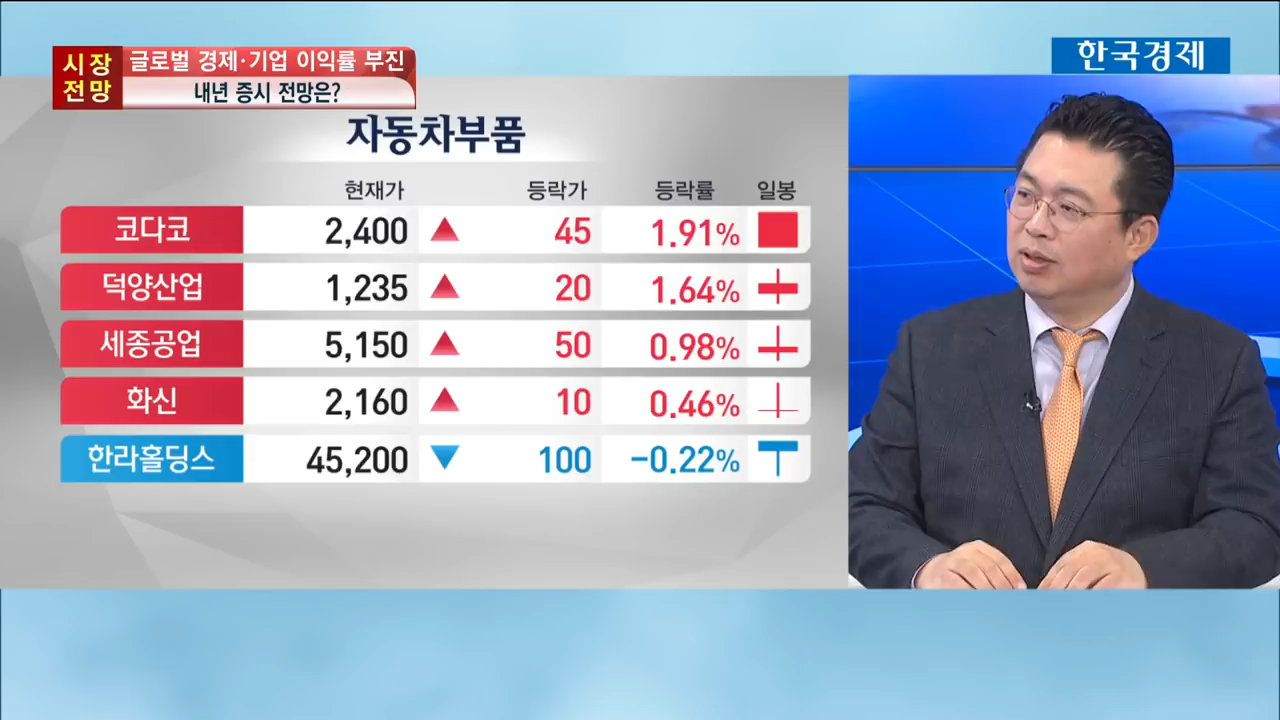 시장
전망
글로벌 경제·기업 이익률 부진
내년 증시 전망은?
한국경제
자동차부품
현재가 등락가 등락률 일봉
코다코 2,400 ▲ 45 1.91%
덕양산업 1,235 ▲ 20 1.64%
세종공업 5,150 ▲ 50 0.98%
화신 2,160 ▲ 10 0.46%
한라홀딩스 45,200 ▼ 100 -0.22%